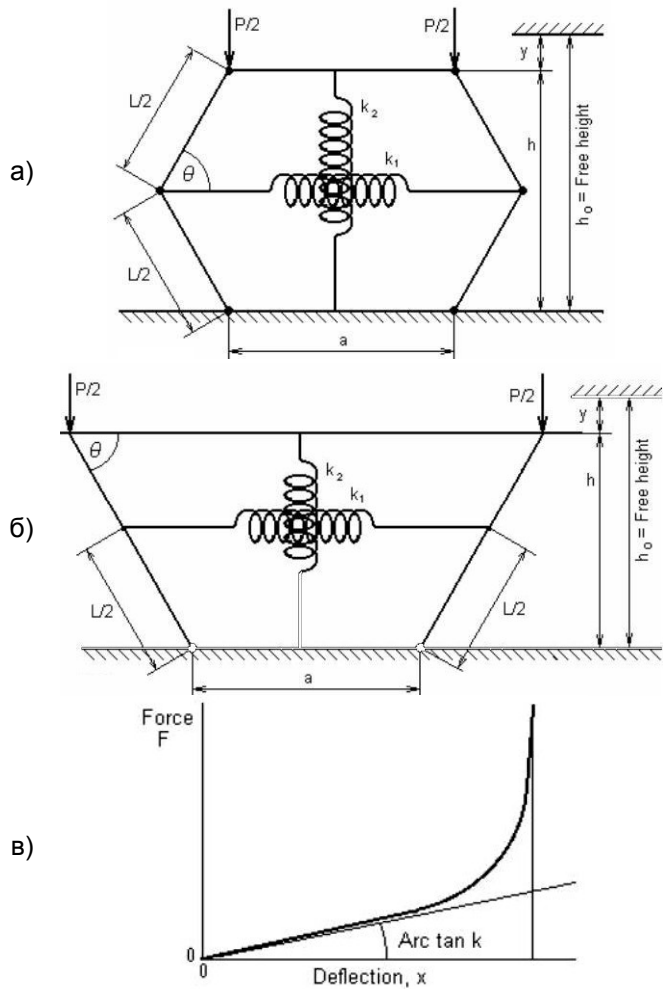 а)
P/2
P/2
y
L/2
k₂
k₁
θ
h
h₀ = Free height
L/2
a
б)
P/2
P/2
θ
y
k₂
k₁
h
h₀ = Free height
L/2
L/2
a
в)
Force
F
Arc tan k
0
0
Deflection, x